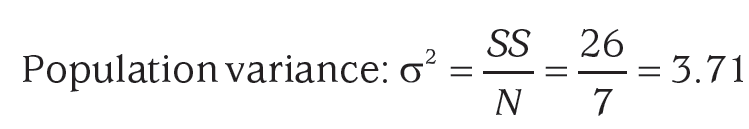 Population variance: σ² = SS/N = 26/7 = 3.71